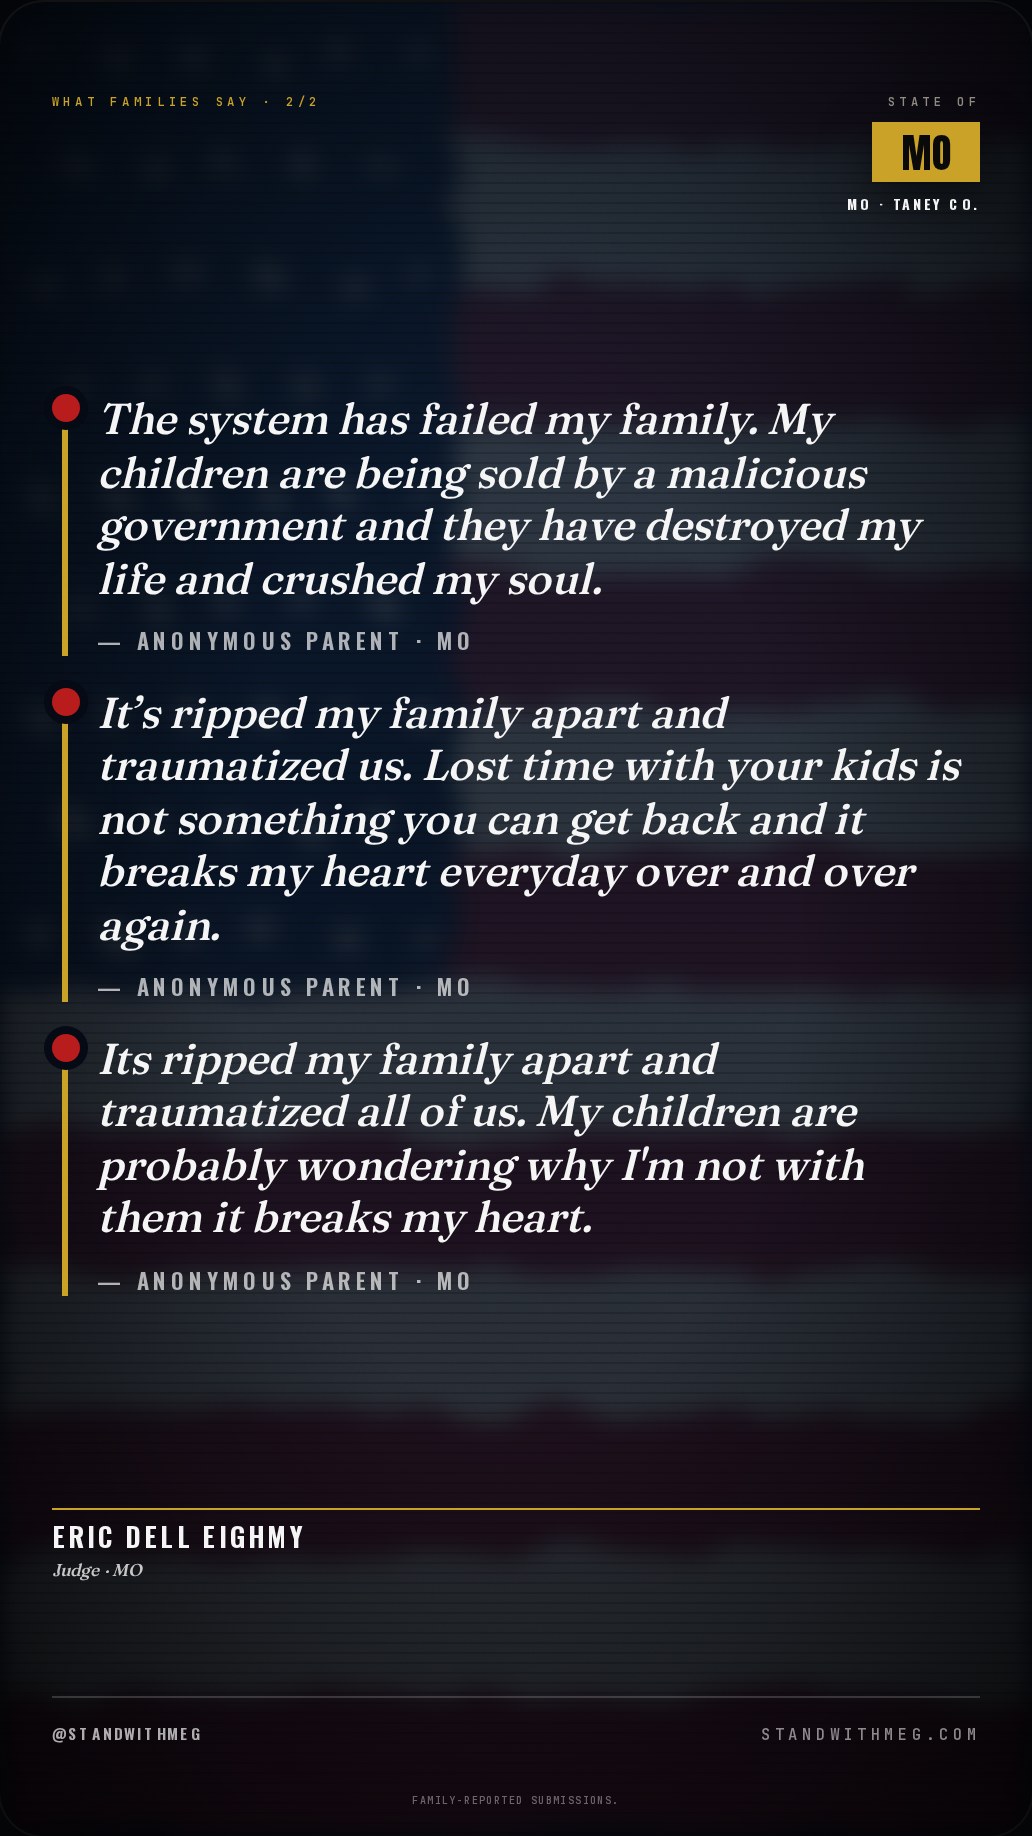 WHAT FAMILIES SAY · 2/2
STATE OF
MO
MO · TANEY CO.
The system has failed my family. My
children are being sold by a malicious
government and they have destroyed my
life and crushed my soul.
— ANONYMOUS PARENT · MO
It’s ripped my family apart and
traumatized us. Lost time with your kids is
not something you can get back and it
breaks my heart everyday over and over
again.
— ANONYMOUS PARENT · MO
Its ripped my family apart and
traumatized all of us. My children are
probably wondering why I'm not with
them it breaks my heart.
— ANONYMOUS PARENT · MO
ERIC DELL EIGHMY
Judge · MO
@STANDWITHMEG
STANDWITHMEG.COM
FAMILY-REPORTED SUBMISSIONS.